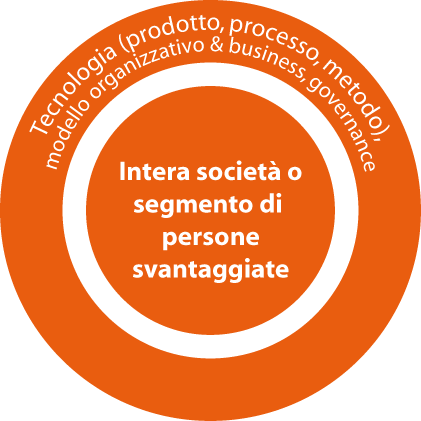 Tecnologia (prodotto, processo, metodo),
modello organizzativo & business, governance
Intera società o
segmento di
persone
svantaggiate